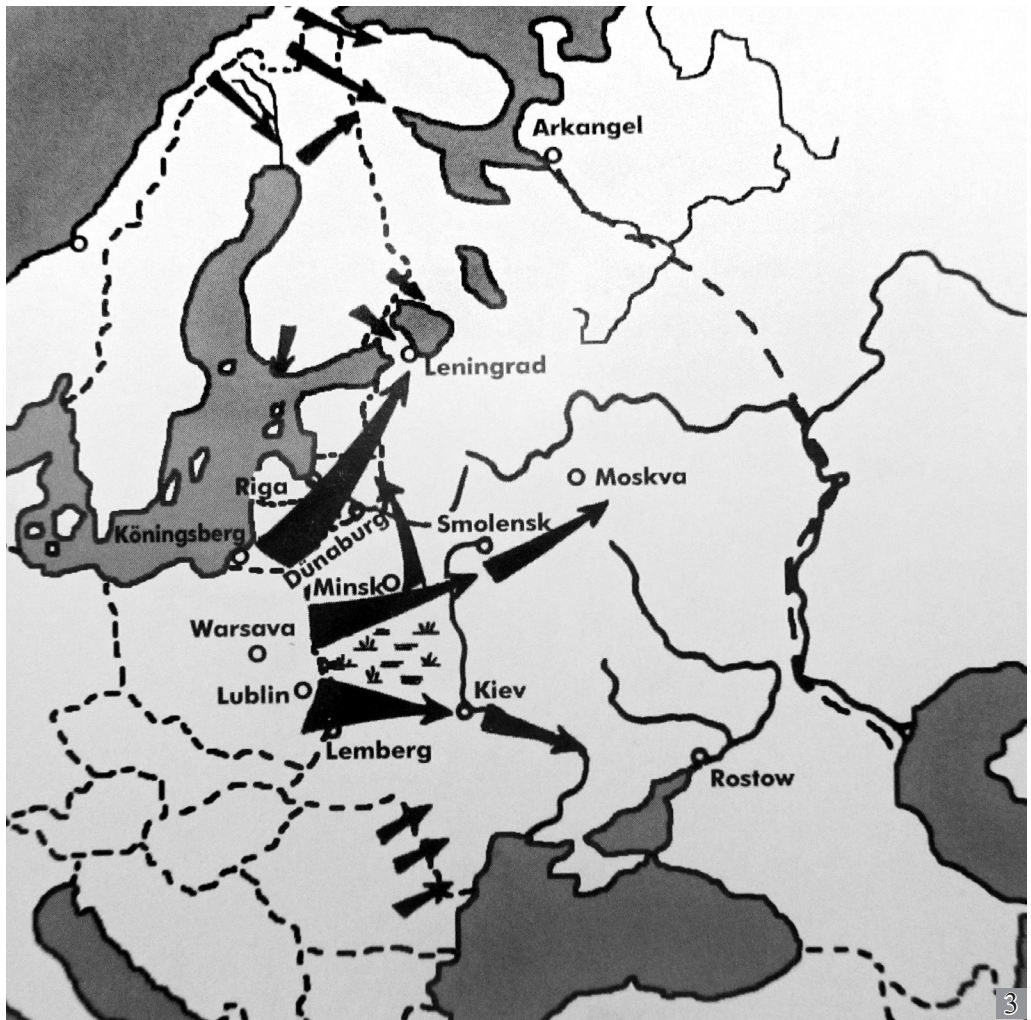 Arkangel
Leningrad
Riga
Moskva
Köningsberg
Dünaburg
Smolensk
Minsk
Warsava
Lublin
Kiev
Lemberg
Rostow
3